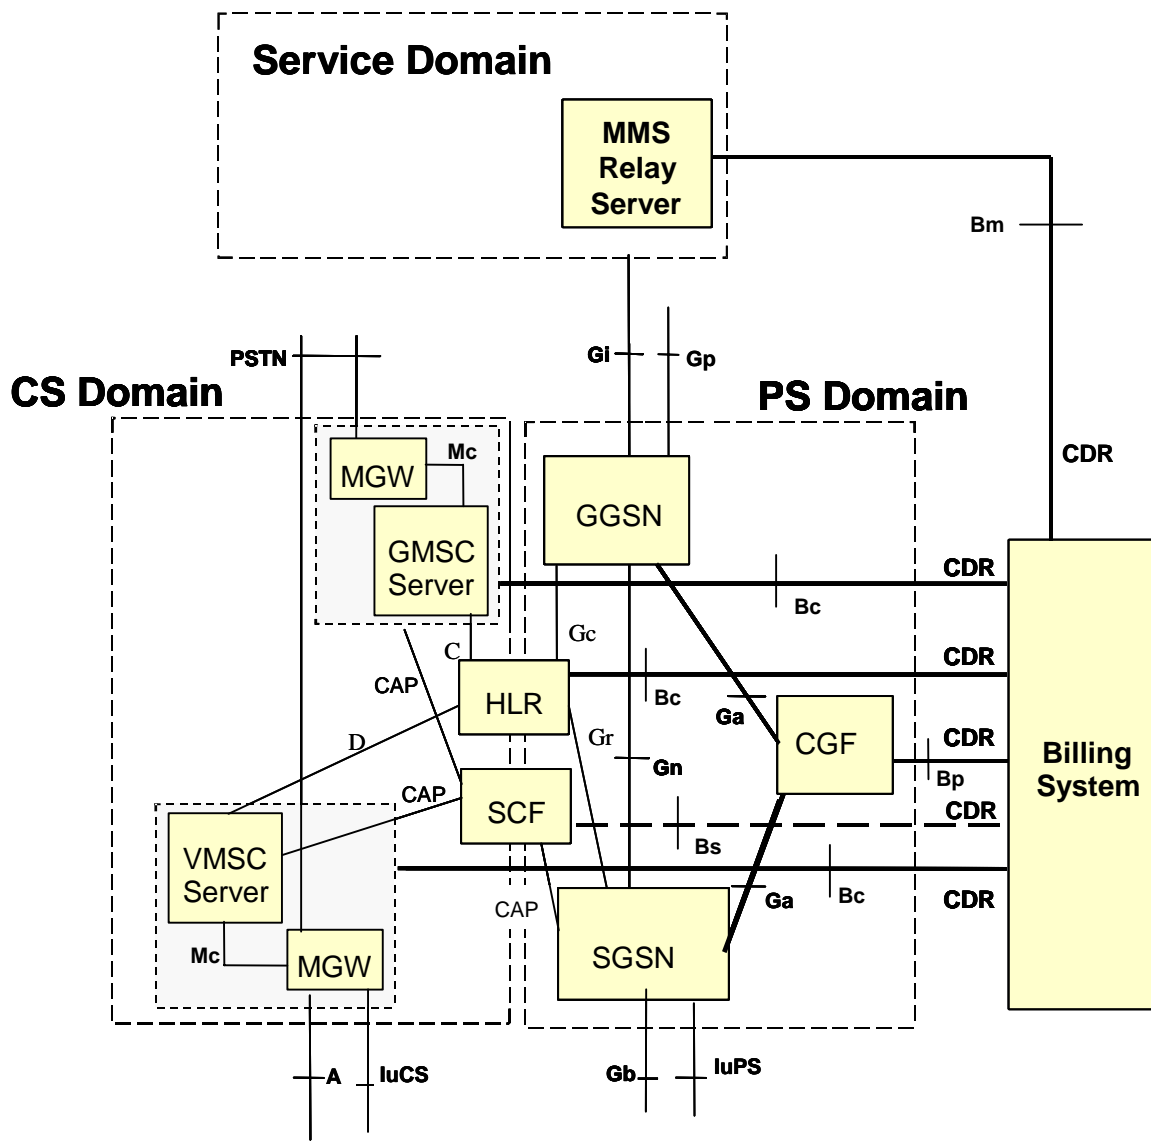 Service Domain
MMS
Relay
Server
Bm
PSTN
Gi
Gp
CS Domain
PS Domain
CDR
MGW
Mc
GGSN
GMSC
Server
CDR
Bc
C
Gc
CAP
HLR
CDR
Bc
Ga
D
Gr
CGF
CDR
Billing
System
Gn
Bp
CAP
SCF
CDR
Bs
VMSC
Server
Bc
CDR
Ga
CAP
Mc
MGW
SGSN
A
IuCS
Gb
IuPS